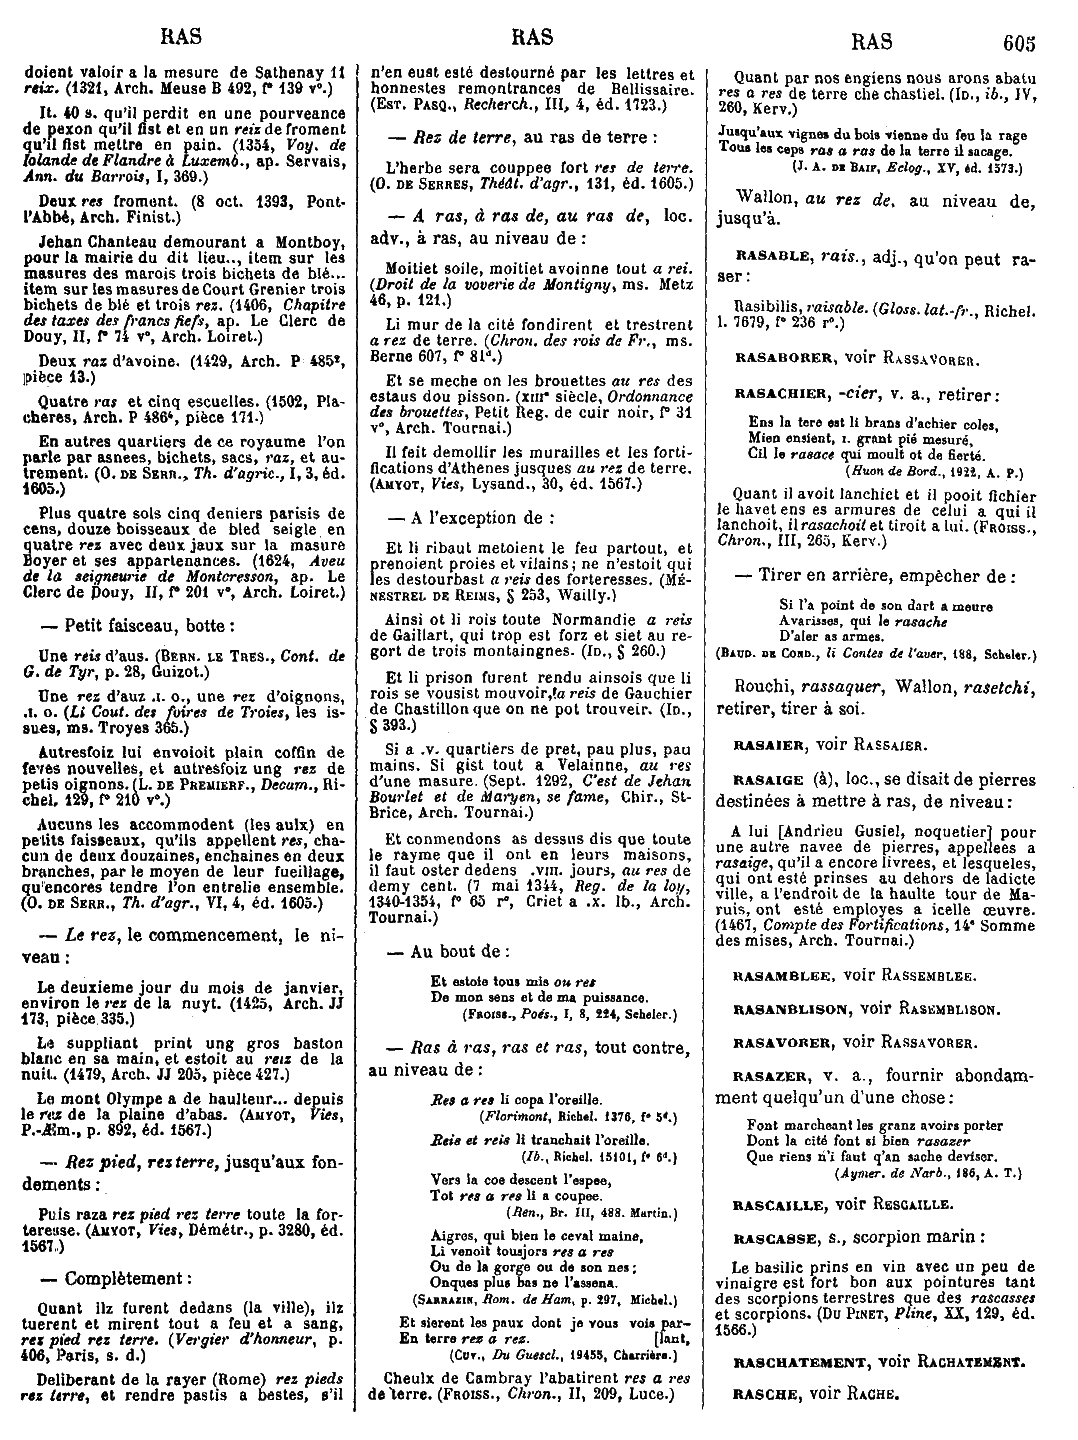 RAS
RAS
RAS
605
doient valoir a la mesure de Sathenay 11
reix. (1321, Arch. Meuse B 492, f° 139 v°.)
It. 40 s. qu'il perdit en une pourveance
de pexon qu'il fist et en un reiz de froment
qu'il fist mettre en pain. (1354, Voy. de
Iolande de Flandre à Luxemb., ap. Servais,
Ann. du Barrois, I, 369.)
Deux res froment. (8 oct. 1393, Pont-
l'Abbé, Arch. Finist.)
Jehan Chanteau demourant a Montboy,
pour la mairie du dit lieu.., item sur les
masures des marois trois bichets de blé...
item sur les masures de Court Grenier trois
bichets de blé et trois rez. (1406, Chapitre
des taxes des francs fiefs, ap. Le Clerc de
Douy, II, f° 74 v°, Arch. Loiret.)
Deux raz d'avoine. (1429, Arch. P 485²,
pièce 13.)
Quatre ras et cinq escuelles. (1502, Pla-
cheres, Arch. P 486⁴, pièce 171.)
En autres quartiers de ce royaume l'on
parle par asnees, bichets, sacs, raz, et au-
trement. (O. DE SERR., Th. d'agric., I, 3, éd.
1605.)
Plus quatre sols cinq deniers parisis de
cens, douze boisseaux de bled seigle en
quatre rez avec deux jaux sur la masure
Boyer et ses appartenances. (1624, Aveu
de la seigneurie de Montcresson, ap. Le
Clerc de Douy, II, f° 201 v°, Arch. Loiret.)
— Petit faisceau, botte :
Une reis d'aus. (BERN. LE TRES., Cont. de
G. de Tyr, p. 28, Guizot.)
Une rez d'auz .I. o., une rez d'oignons,
.I. o. (Li Cout. des foires de Troies, les is-
sues, ms. Troyes 365.)
Autresfoiz lui envoioit plain coffin de
feves nouvelles, et autresfoiz ung rez de
petis oignons. (L. DE PREMIERF., Decam., Ri-
chel. 129, f° 210 v°.)
Aucuns les accommodent (les aulx) en
petits faisseaux, qu'ils appellent res, cha-
cun de deux douzaines, enchaines en deux
branches, par le moyen de leur fueillage,
qu'encores tendre l'on entrelie ensemble.
(O. DE SERR., Th. d'agr., VI, 4, éd. 1605.)
— Le rez, le commencement, le ni-
veau :
Le deuxieme jour du mois de janvier,
environ le rez de la nuyt. (1425, Arch. JJ
173, pièce 335.)
Le suppliant print ung gros baston
blanc en sa main, et estoit au reiz de la
nuit. (1479, Arch. JJ 205, pièce 427.)
Le mont Olympe a de haulteur... depuis
le rez de la plaine d'abas. (AMYOT, Vies,
P.-Æm., p. 892, éd. 1567.)
— Rez pied, rez terre, jusqu'aux fon-
dements :
Puis raza rez pied rez terre toute la for-
teresse. (AMYOT, Vies, Démétr., p. 3280, éd.
1567.)
— Complètement :
Quant ilz furent dedans (la ville), ilz
tuerent et mirent tout a feu et a sang,
rez pied rez terre. (Vergier d'honneur, p.
406, Paris, s. d.)
Deliberant de la rayer (Rome) rez pieds
rez terre, et rendre pastis a bestes, s'il
n'en eust esté destourné par les lettres et
honnestes remontrances de Bellissaire.
(EST. PASQ., Recherch., III, 4, éd. 1723.)
— Rez de terre, au ras de terre :
L'herbe sera couppee fort res de terre.
(O. DE SERRES, Théât. d'agr., 131, éd. 1605.)
— A ras, à ras de, au ras de, loc.
adv., à ras, au niveau de :
Moitiet soile, moitiet avoinne tout a rei.
(Droit de la voverie de Montigny, ms. Metz
46, p. 121.)
Li mur de la cité fondirent et trestrent
a rez de terre. (Chron. des rois de Fr., ms.
Berne 607, f° 81ᵈ.)
Et se meche on les brouettes au res des
estaus dou pisson. (XIIIᵉ siècle, Ordonnance
des brouettes, Petit Reg. de cuir noir, f° 31
v°, Arch. Tournai.)
Il feit demollir les murailles et les forti-
fications d'Athenes jusques au rez de terre.
(AMYOT, Vies, Lysand., 30, éd. 1567.)
— A l'exception de :
Et li ribaut metoient le feu partout, et
prenoient proies et vilains; ne n'estoit qui
les destourbast a reis des forteresses. (MÉ-
NESTREL DE REIMS, § 253, Wailly.)
Ainsi ot li rois toute Normandie a reis
de Gaillart, qui trop est forz et siet au re-
gort de trois montaingnes. (ID., § 260.)
Et li prison furent rendu ainsois que li
rois se vousist mouvoir, a reis de Gauchier
de Chastillon que on ne pot trouveir. (ID.,
§ 393.)
Si a .v. quartiers de pret, pau plus, pau
mains. Si gist tout a Velainne, au res
d'une masure. (Sept. 1292, C'est de Jehan
Bourlet et de Maryen, se fame, Chir., St-
Brice, Arch. Tournai.)
Et conmendons as dessus dis que toute
le rayme que il ont en leurs maisons,
il faut oster dedens .VIII. jours, au res de
demy cent. (7 mai 1344, Reg. de la loy,
1340-1354, f° 65 r°, Criet a .x. lb., Arch.
Tournai.)
— Au bout de :
Et estoie tous mis ou res
De mon sens et de ma puissance.
(FROISS., Poés., I, 8, 224, Scheler.)
— Ras à ras, ras et ras, tout contre,
au niveau de :
Res a res li copa l'oreille.
(Florimont, Richel. 1376, f° 5ᵈ.)
Reis et reis li tranchait l'oreille.
(Ib., Richel. 15101, f° 6ᵈ.)
Vers la coe descent l'espee,
Tot res a res li a coupee.
(Ren., Br. III, 488. Martin.)
Aigros, qui bien le ceval maine,
Li venoit tousjors res a res
Ou de la gorge ou de son nes;
Onques plus bas ne l'assena.
(SARRAZIN, Rom. de Ham, p. 297, Michel.)
Et sierent les paux dont je vous vois par-
En terre rez a rez. [lant,
(CUV., Du Guescl., 19455, Charrière.)
Cheulx de Cambray l'abatirent res a res
de terre. (FROISS., Chron., II, 209, Luce.)
Quant par nos engiens nous arons abatu
res a res de terre che chastiel. (ID., ib., IV,
260, Kerv.)
Jusqu'aux vignes du bois vienne du feu la rage
Tous les ceps ras a ras de la terre il sacage.
(J. A. DE BAIF, Eclog., XV, éd. 1573.)
Wallon, au rez de, au niveau de,
jusqu'à.
RASABLE, rais., adj., qu'on peut ra-
ser :
Rasibilis, raisable. (Gloss. lat.-fr., Richel.
l. 7679, f° 236 r°.)
RASABORER, voir RASSAVORER.
RASACHIER, -cier, v. a., retirer :
Ens la tere est li brans d'achier coles,
Mien ensient, I. grant pié mesuré,
Cil le rasace qui moult ot de fierté.
(Huon de Bord., 1922, A. P.)
Quant il avoit lanchiet et il pooit fichier
le havet ens es armures de celui a qui il
lanchoit, il rasachoit et tiroit a lui. (FROISS.,
Chron., III, 265, Kerv.)
— Tirer en arrière, empêcher de :
Si l'a point de son dart a meure
Avarisses, qui le rasache
D'aler as armes.
(BAUD. DE COND., li Contes de l'aver, 188, Scheler.)
Rouchi, rassaquer, Wallon, rasetchi,
retirer, tirer à soi.
RASAIER, voir RASSAIER.
RASAIGE (à), loc., se disait de pierres
destinées à mettre à ras, de niveau :
A lui [Andrieu Gusiel, noquetier] pour
une autre navee de pierres, appellees a
rasaige, qu'il a encore livrees, et lesqueles,
qui ont esté prinses au dehors de ladicte
ville, a l'endroit de la haulte tour de Ma-
ruis, ont esté employes a icelle œuvre.
(1467, Compte des Fortifications, 14ᵉ Somme
des mises, Arch. Tournai.)
RASAMBLEE, voir RASSEMBLEE.
RASANBLISON, voir RASEMBLISON.
RASAVORER, voir RASSAVORER.
RASAZER, v. a., fournir abondam-
ment quelqu'un d'une chose :
Font marcheant les granz avoirs porter
Dont la cité font si bien rasazer
Que riens n'i faut q'an sache deviser.
(Aymer. de Narb., 186, A. T.)
RASCAILLE, voir RESCAILLE.
RASCASSE, s., scorpion marin :
Le basilic prins en vin avec un peu de
vinaigre est fort bon aux pointures tant
des scorpions terrestres que des rascasses
et scorpions. (DU PINET, Pline, XX, 129, éd.
1566.)
RASCHATEMENT, voir RACHATEMENT.
RASCHE, voir RACHE.